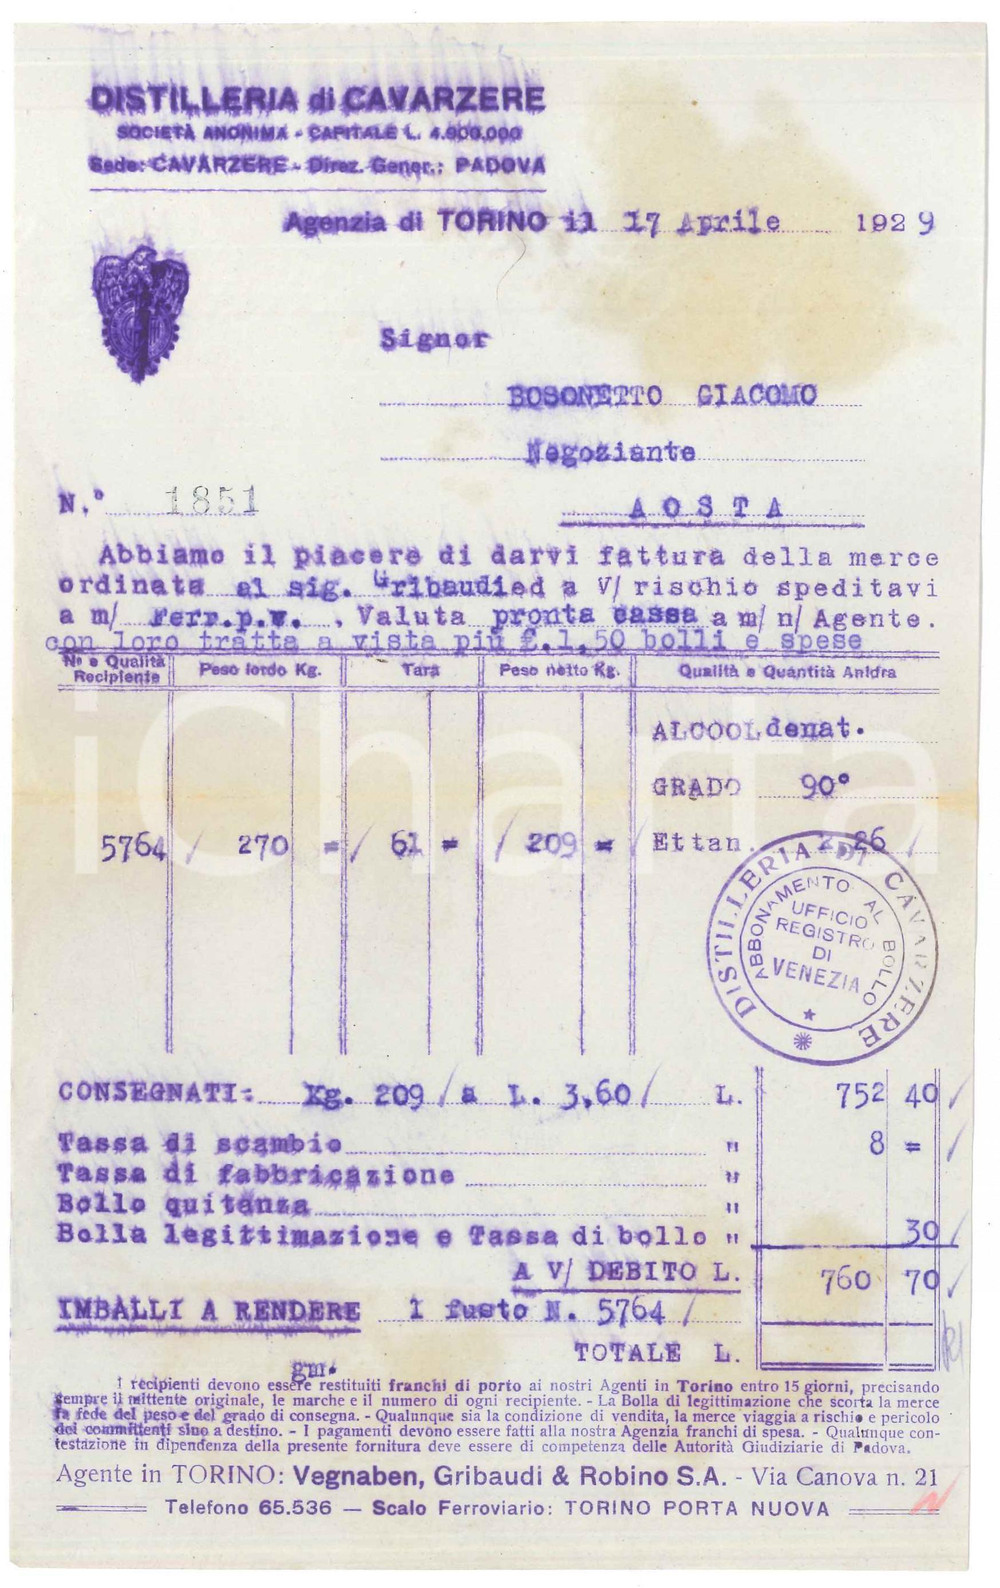 DISTILLERIA di CAVARZERE
SOCIETÀ ANONIMA - CAPITALE L. 4.900.000
Sede: CAVARZERE - Direz. Gener.: PADOVA
Agenzia di TORINO il 17 Aprile 1929
Signor
BOSONETTO GIACOMO
Negoziante
N.° 1851
AOSTA
Abbiamo il piacere di darvi fattura della merce
ordinata al sig. Gribaudi ed a V/ rischio speditavi
a m/ Ferr.p.v. . Valuta pronta cassa a m/ n/ Agente.
con loro tratta a vista più £.1,50 bolli e spese
N° e Qualità Recipiente Peso lordo Kg. Tara Peso netto Kg. Qualità e Quantità Anidra
ALCOOL denat.
GRADO 90°
5764 / 270 = / 61 = / 209 = / Ettan. 2,26 /
DISTILLERIA DI CAVARZERE
ABBONAMENTO AL BOLLO
UFFICIO
REGISTRO
DI
VENEZIA
CONSEGNATI: Kg. 209 / a L. 3,60 / L. 752 40 /
Tassa di scambio " 8 = /
Tassa di fabbricazione "
Bollo quitanza "
Bolla legittimazione e Tassa di bollo " 30 /
A V/ DEBITO L. 760 70 /
IMBALLI A RENDERE 1 fusto N. 5764 /
TOTALE L.
gm.
I recipienti devono essere restituiti franchi di porto ai nostri Agenti in Torino entro 15 giorni, precisando
sempre il mittente originale, le marche e il numero di ogni recipiente. - La Bolla di legittimazione che scorta la merce
fa fede del peso e del grado di consegna. - Qualunque sia la condizione di vendita, la merce viaggia a rischio e pericolo
dei committenti sino a destino. - I pagamenti devono essere fatti alla nostra Agenzia franchi di spesa. - Qualunque con-
testazione in dipendenza della presente fornitura deve essere di competenza delle Autorità Giudiziarie di Padova.
Agente in TORINO: Vegnaben, Gribaudi & Robino S.A. - Via Canova n. 21
Telefono 65.536 — Scalo Ferroviario: TORINO PORTA NUOVA
iCharta